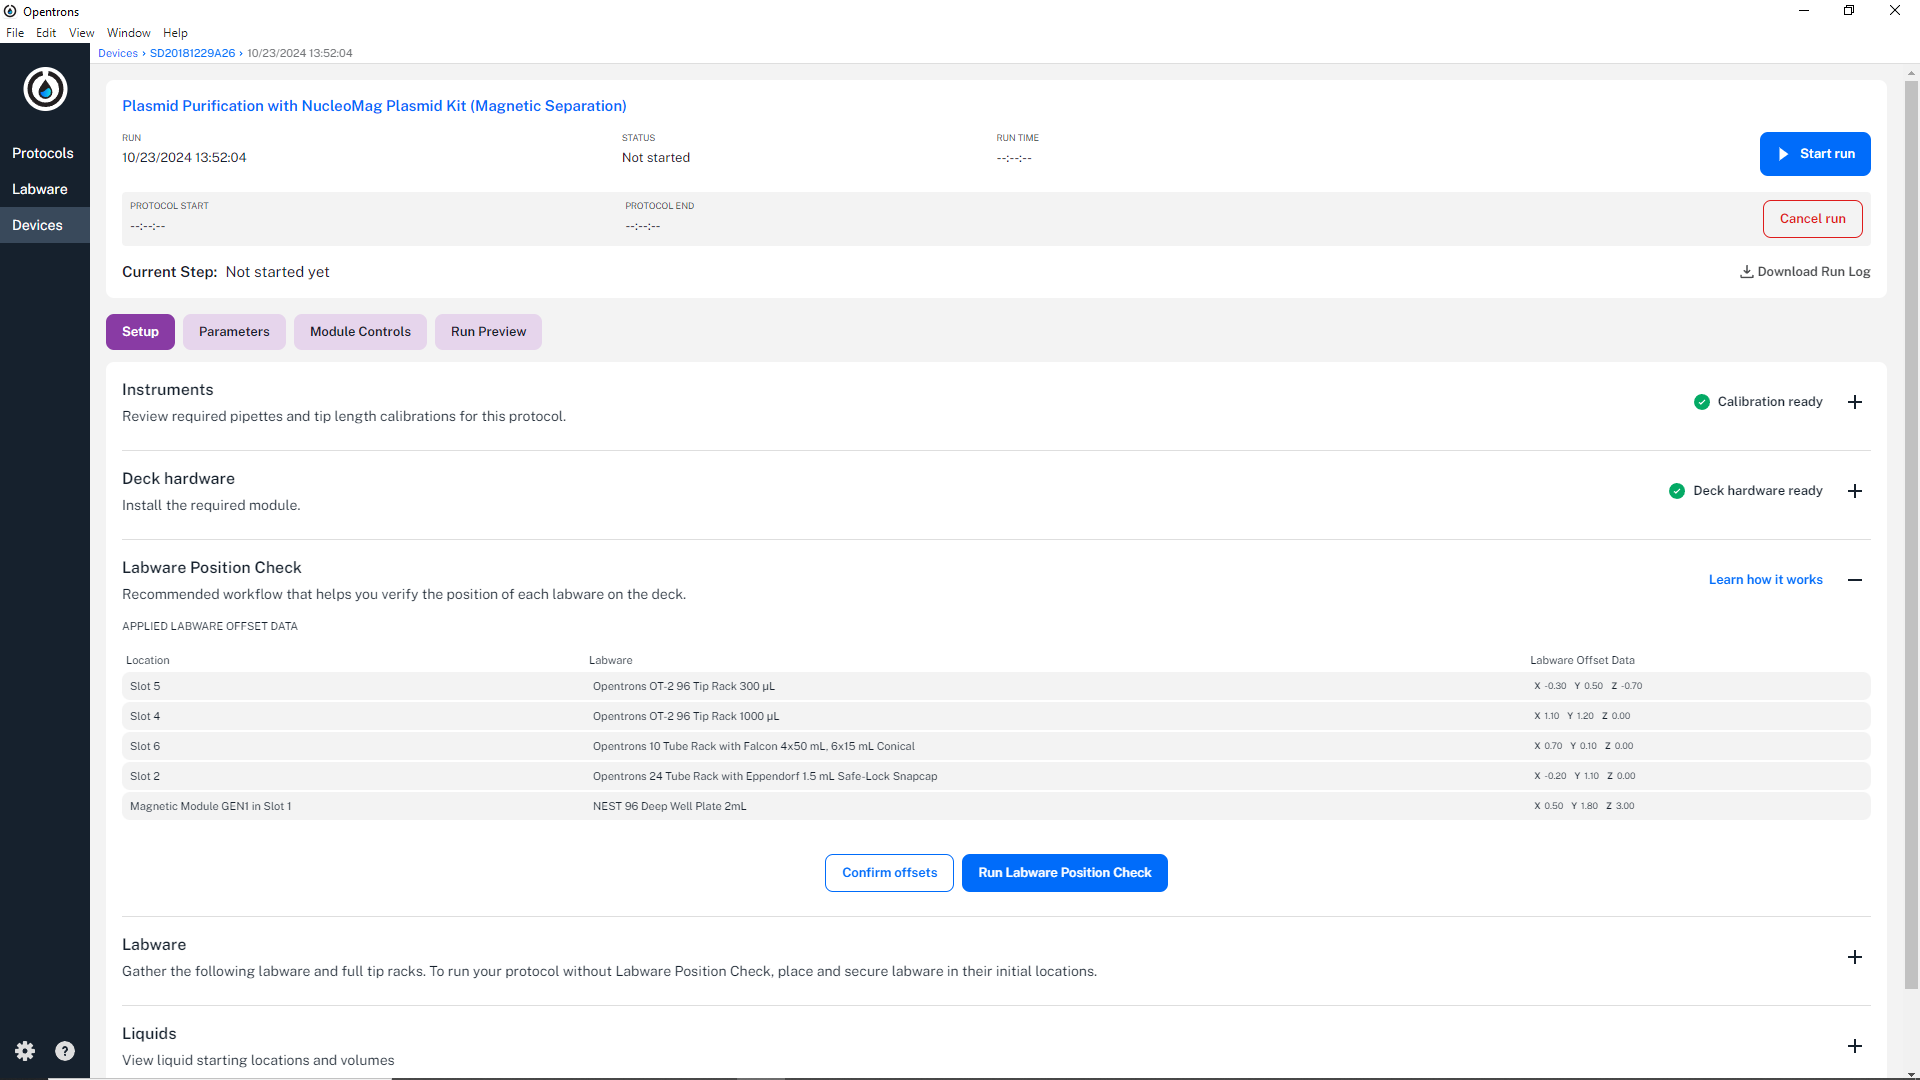 Opentrons
File Edit View Window Help
Devices › SD20181229A26 › 10/23/2024 13:52:04
Protocols
Labware
Devices
Plasmid Purification with NucleoMag Plasmid Kit (Magnetic Separation)
RUN STATUS RUN TIME
10/23/2024 13:52:04 Not started --:--:--
Start run
PROTOCOL START PROTOCOL END
--:--:-- --:--:--
Cancel run
Current Step: Not started yet
Download Run Log
Setup Parameters Module Controls Run Preview
Instruments
Review required pipettes and tip length calibrations for this protocol.
Calibration ready
Deck hardware
Install the required module.
Deck hardware ready
Labware Position Check
Recommended workflow that helps you verify the position of each labware on the deck.
Learn how it works
APPLIED LABWARE OFFSET DATA
Location Labware Labware Offset Data
Slot 5 Opentrons OT-2 96 Tip Rack 300 µL X -0.30 Y 0.50 Z -0.70
Slot 4 Opentrons OT-2 96 Tip Rack 1000 µL X 1.10 Y 1.20 Z 0.00
Slot 6 Opentrons 10 Tube Rack with Falcon 4x50 mL, 6x15 mL Conical X 0.70 Y 0.10 Z 0.00
Slot 2 Opentrons 24 Tube Rack with Eppendorf 1.5 mL Safe-Lock Snapcap X -0.20 Y 1.10 Z 0.00
Magnetic Module GEN1 in Slot 1 NEST 96 Deep Well Plate 2mL X 0.50 Y 1.80 Z 3.00
Confirm offsets Run Labware Position Check
Labware
Gather the following labware and full tip racks. To run your protocol without Labware Position Check, place and secure labware in their initial locations.
Liquids
View liquid starting locations and volumes